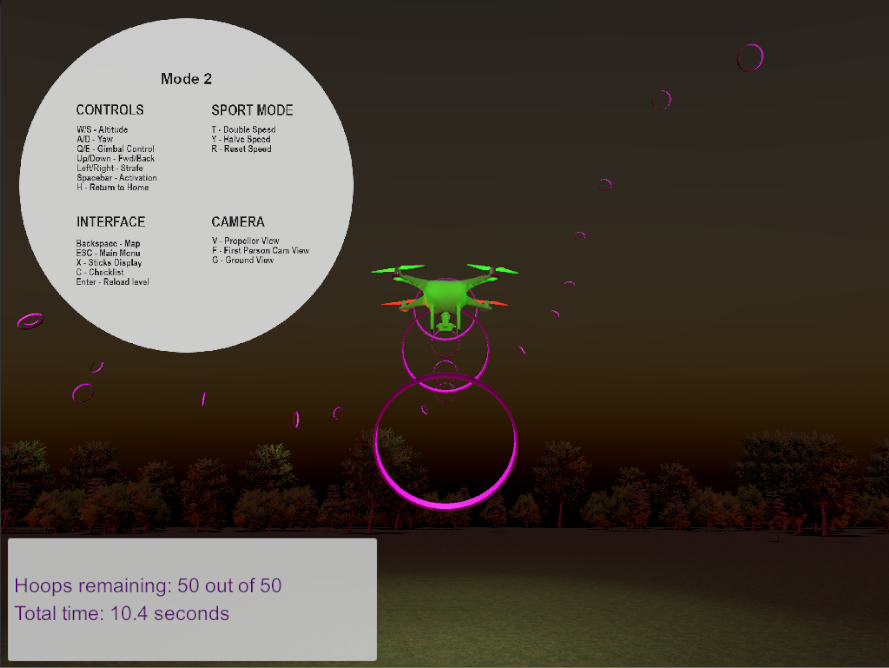 Mode 2
CONTROLS
W/S - Altitude
A/D - Yaw
Q/E - Gimbal Control
Up/Down - Fwd/Back
Left/Right - Strafe
Spacebar - Activation
H - Return to Home
SPORT MODE
T - Double Speed
Y - Halve Speed
R - Reset Speed
INTERFACE
Backspace - Map
ESC - Main Menu
X - Sticks Display
C - Checklist
Enter - Reload level
CAMERA
V - Propeller View
F - First Person Cam View
G - Ground View
Hoops remaining: 50 out of 50
Total time: 10.4 seconds